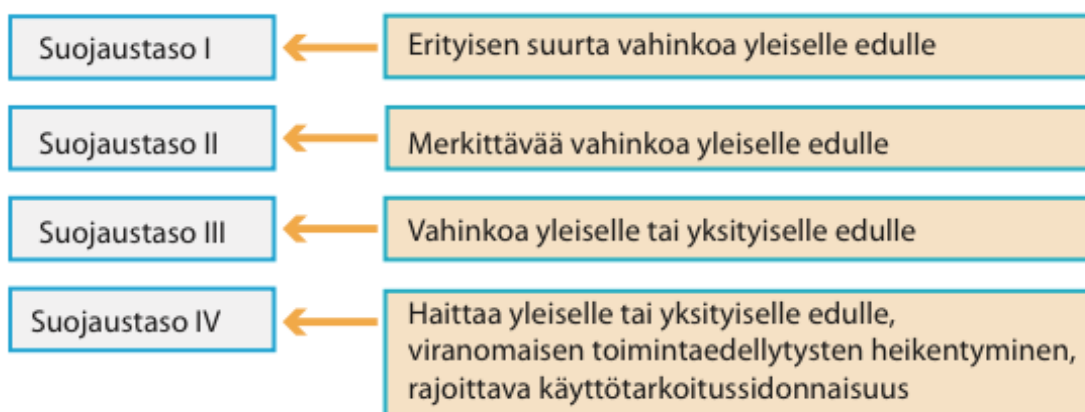 Suojaustaso I
Erityisen suurta vahinkoa yleiselle edulle
Suojaustaso II
Merkittävää vahinkoa yleiselle edulle
Suojaustaso III
Vahinkoa yleiselle tai yksityiselle edulle
Suojaustaso IV
Haittaa yleiselle tai yksityiselle edulle,
viranomaisen toimintaedellytysten heikentyminen,
rajoittava käyttötarkoitussidonnaisuus